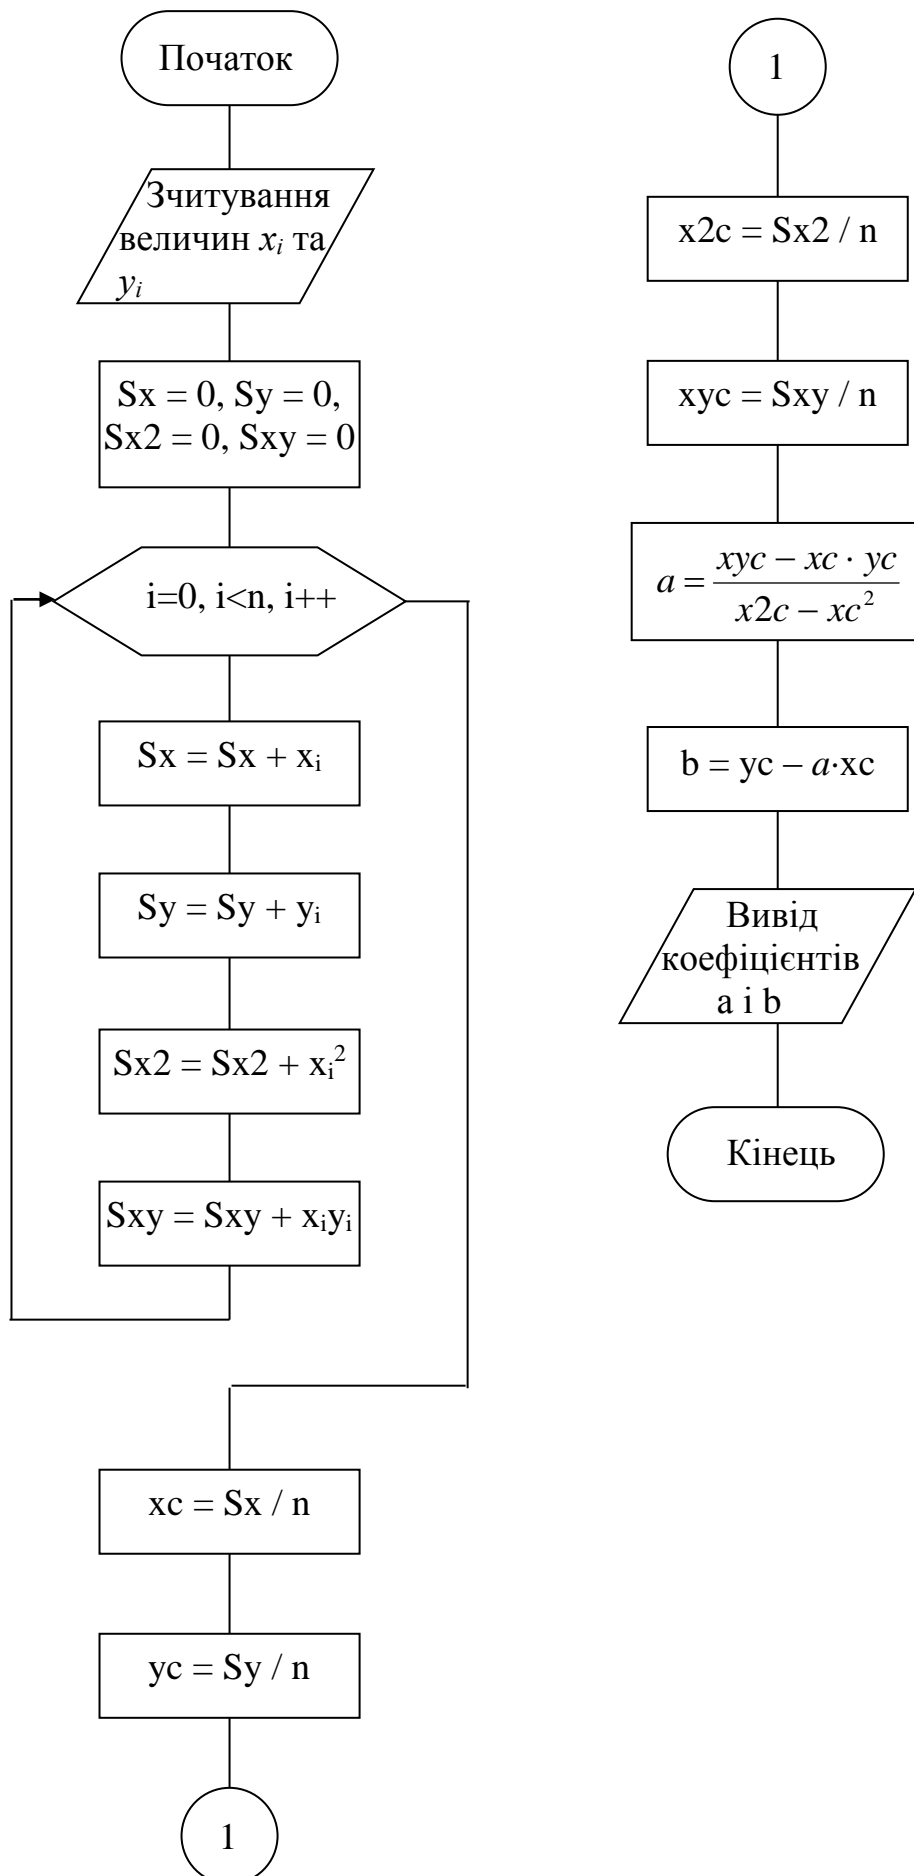 Початок
Зчитування
величин xᵢ та
yᵢ
Sx = 0, Sy = 0,
Sx2 = 0, Sxy = 0
i=0, i<n, i++
Sx = Sx + xᵢ
Sy = Sy + yᵢ
Sx2 = Sx2 + xᵢ²
Sxy = Sxy + xᵢyᵢ
xc = Sx / n
yc = Sy / n
1
1
x2c = Sx2 / n
xyc = Sxy / n
a = (xyc − xc · yc) / (x2c − xc²)
b = yc – a·xc
Вивід
коефіцієнтів
a і b
Кінець